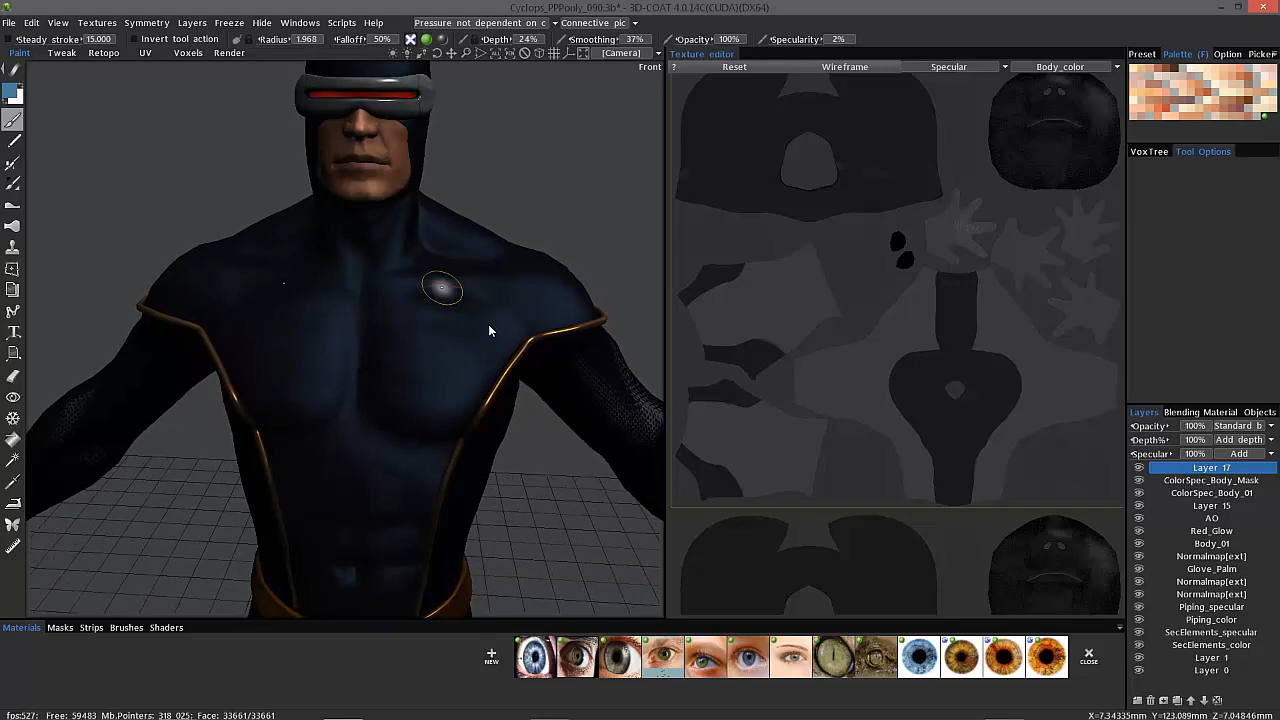 Cyclops_PPPonly_090.3b* - 3D-COAT 4.0.14C(CUDA)(DX64)
File Edit View Textures Symmetry Layers Freeze Hide Windows Scripts Help Pressure not dependent on c Connective pic
Steady stroke 15.000 Invert tool action Radius 1.968 Falloff 50% Depth 24% Smoothing 37% Opacity 100% Specularity 2%
Paint Tweak Retopo UV Voxels Render [Camera] Texture editor Preset Palette (F) Option Picker
Front ? Reset Wireframe Specular Body_color
VoxTree Tool Options
Layers Blending Material Objects
Opacity 100% Standard b
Depth% 100% Add depth
Specular 100% Add
Layer 17
ColorSpec_Body_Mask
ColorSpec_Body_01
Layer 15
AO
Red_Glow
Body_01
Normalmap[ext]
Glove_Palm
Normalmap[ext]
Normalmap[ext]
Piping_specular
Piping_color
SecElements_specular
SecElements_color
Layer 1
Layer 0
Materials Masks Strips Brushes Shaders
NEW CLOSE
fps:527; Free: 59483 Mb.Points: 318 025; Face: 33661/33661 X=7.34335mm Y=123.089mm Z=7.04846mm